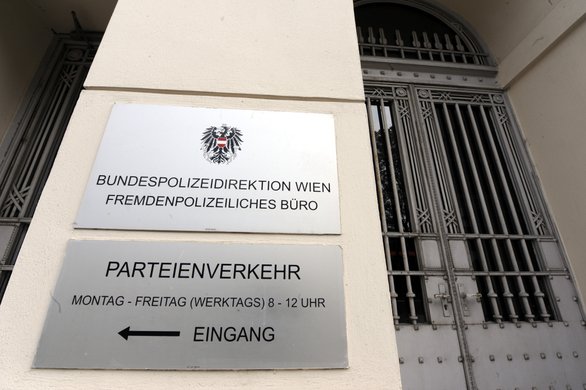 BUNDESPOLIZEIDIREKTION WIEN
FREMDENPOLIZEILICHES BÜRO
PARTEIENVERKEHR
MONTAG - FREITAG (WERKTAGS) 8 - 12 UHR
EINGANG